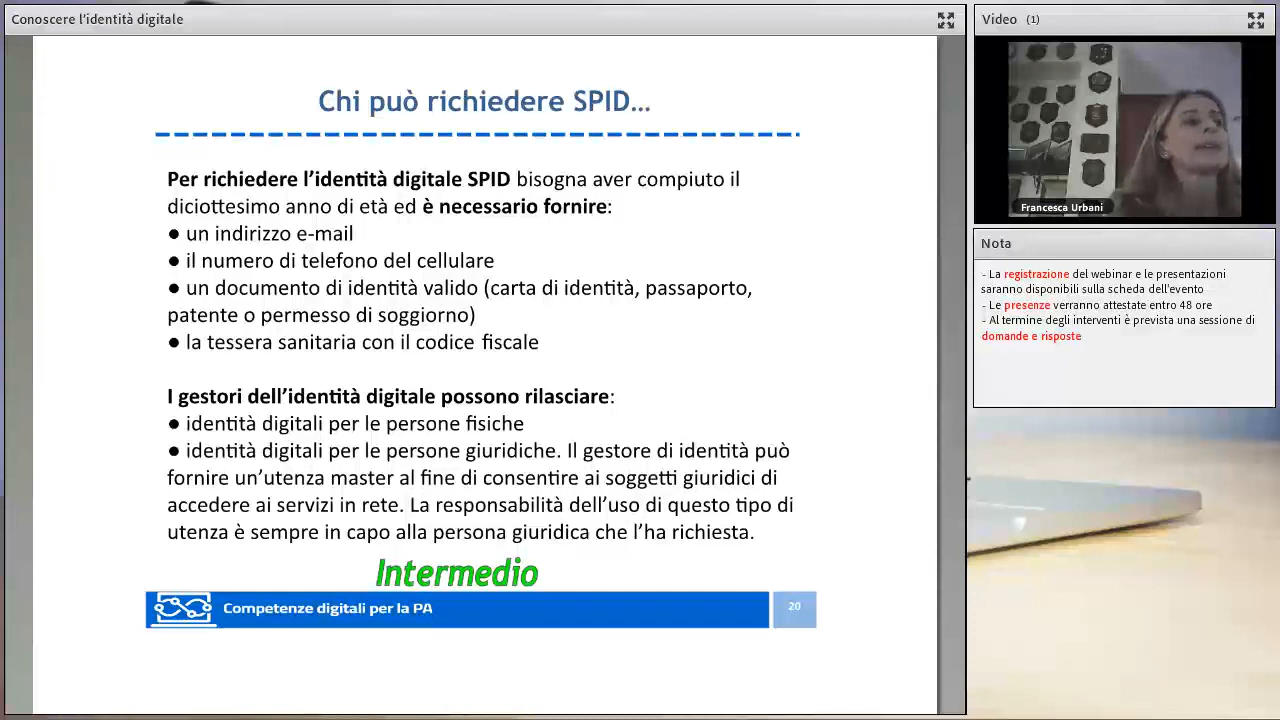 Conoscere l'identità digitale
Chi può richiedere SPID…
Per richiedere l'identità digitale SPID bisogna aver compiuto il
diciottesimo anno di età ed è necessario fornire:
● un indirizzo e-mail
● il numero di telefono del cellulare
● un documento di identità valido (carta di identità, passaporto,
patente o permesso di soggiorno)
● la tessera sanitaria con il codice fiscale
I gestori dell'identità digitale possono rilasciare:
● identità digitali per le persone fisiche
● identità digitali per le persone giuridiche. Il gestore di identità può
fornire un'utenza master al fine di consentire ai soggetti giuridici di
accedere ai servizi in rete. La responsabilità dell'uso di questo tipo di
utenza è sempre in capo alla persona giuridica che l'ha richiesta.
Intermedio
Competenze digitali per la PA
20
Video (1)
Francesca Urbani
Nota
- La registrazione del webinar e le presentazioni
saranno disponibili sulla scheda dell'evento
- Le presenze verranno attestate entro 48 ore
- Al termine degli interventi è prevista una sessione di
domande e risposte